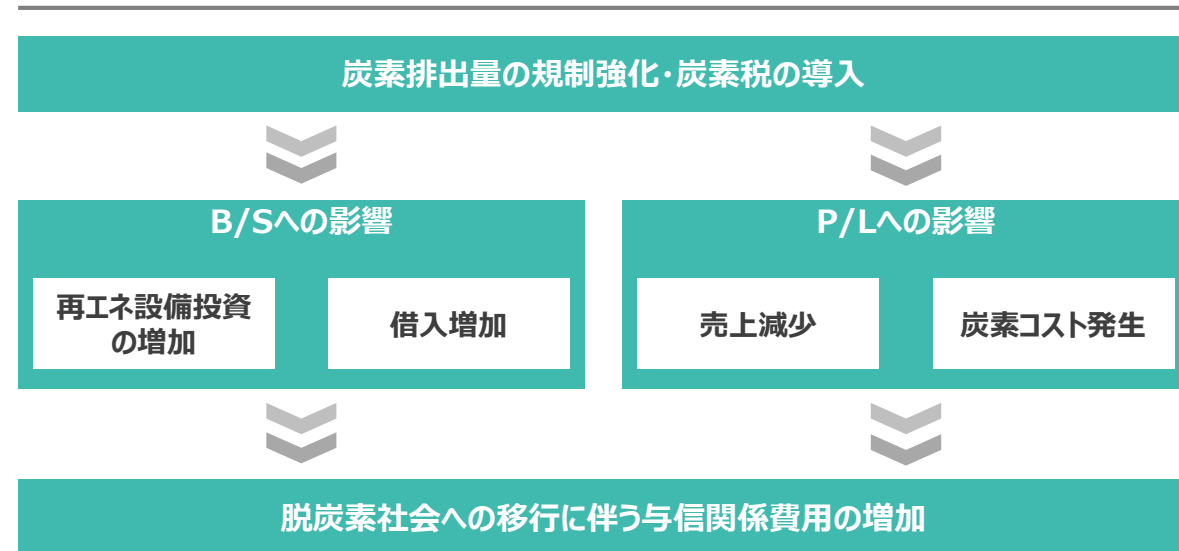 炭素排出量の規制強化･炭素税の導入
B/Sへの影響
P/Lへの影響
再エネ設備投資
の増加
借入増加
売上減少
炭素コスト発生
脱炭素社会への移行に伴う与信関係費用の増加